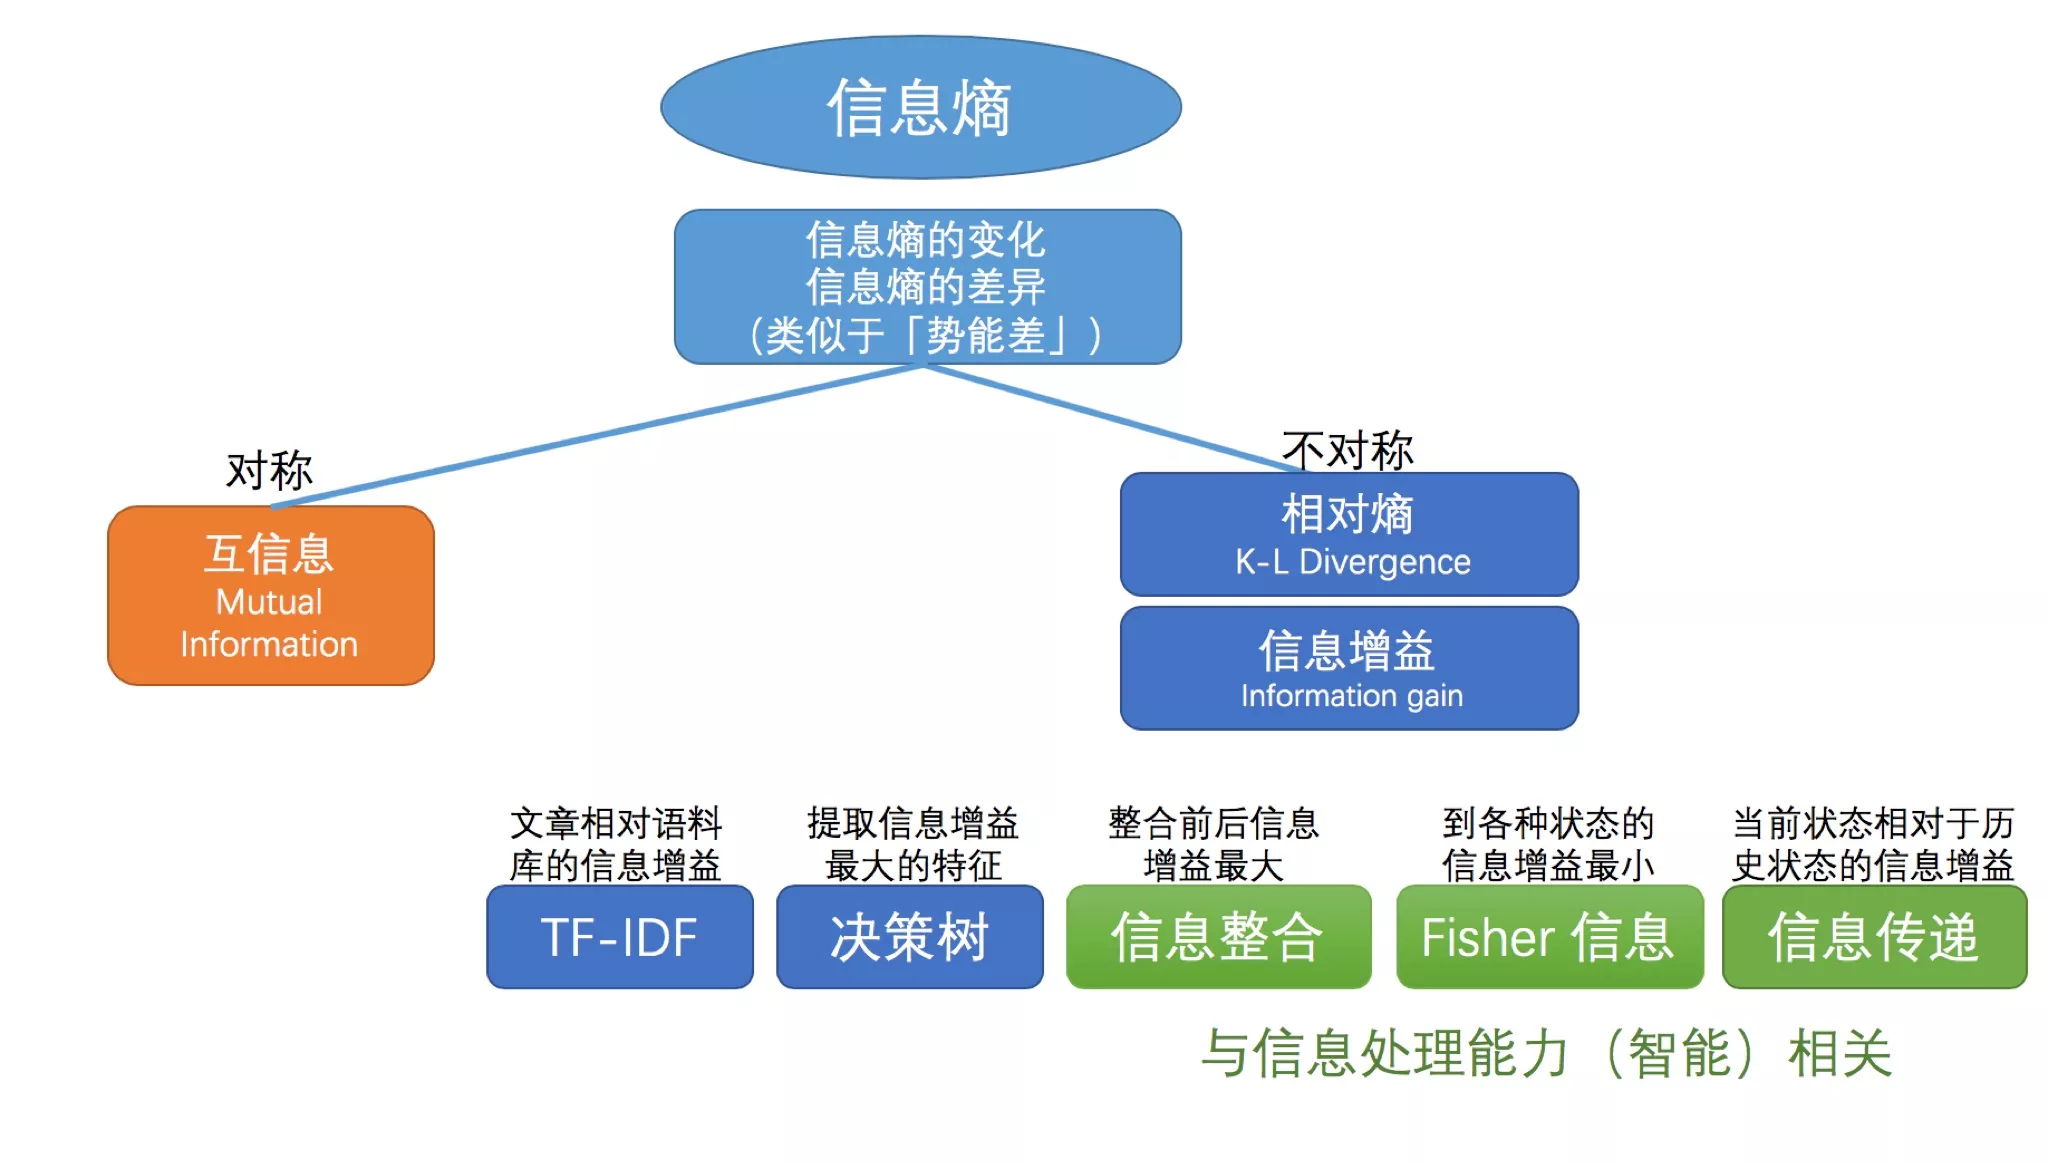 信息熵
信息熵的变化
信息熵的差异
（类似于「势能差」）
对称
互信息
Mutual
Information
不对称
相对熵
K-L Divergence
信息增益
Information gain
文章相对语料
库的信息增益
TF-IDF
提取信息增益
最大的特征
决策树
整合前后信息
增益最大
信息整合
到各种状态的
信息增益最小
Fisher 信息
当前状态相对于历
史状态的信息增益
信息传递
与信息处理能力（智能）相关